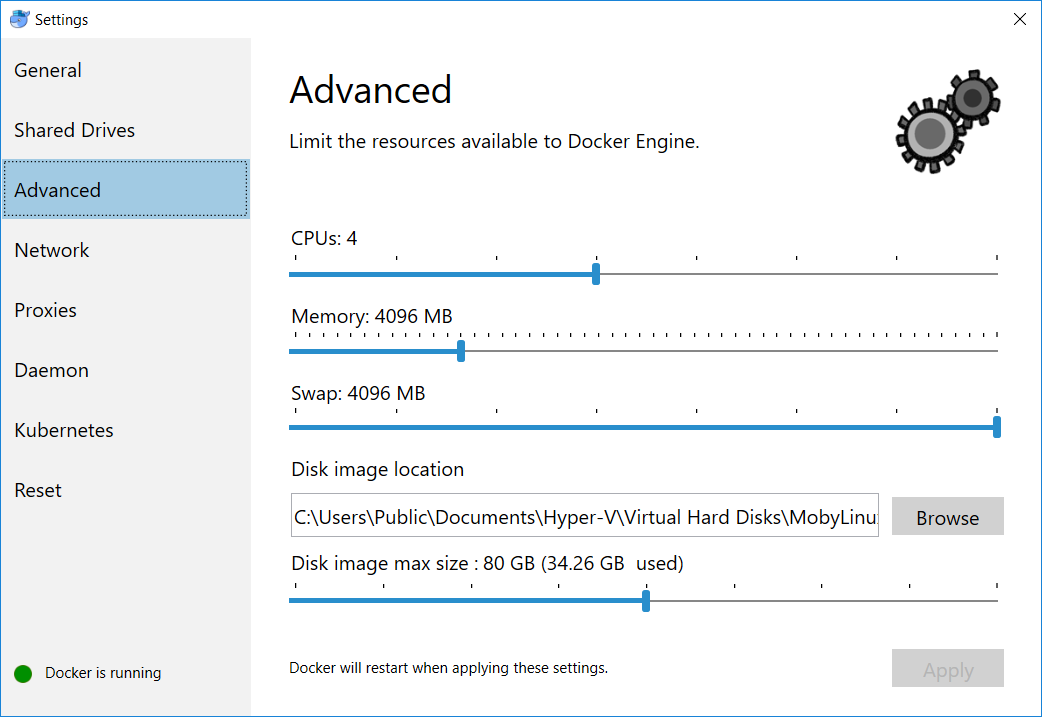 Settings
General
Shared Drives
Advanced
Network
Proxies
Daemon
Kubernetes
Reset
Docker is running
Advanced
Limit the resources available to Docker Engine.
CPUs: 4
Memory: 4096 MB
Swap: 4096 MB
Disk image location
C:\Users\Public\Documents\Hyper-V\Virtual Hard Disks\MobyLinu
Browse
Disk image max size : 80 GB (34.26 GB  used)
Docker will restart when applying these settings.
Apply